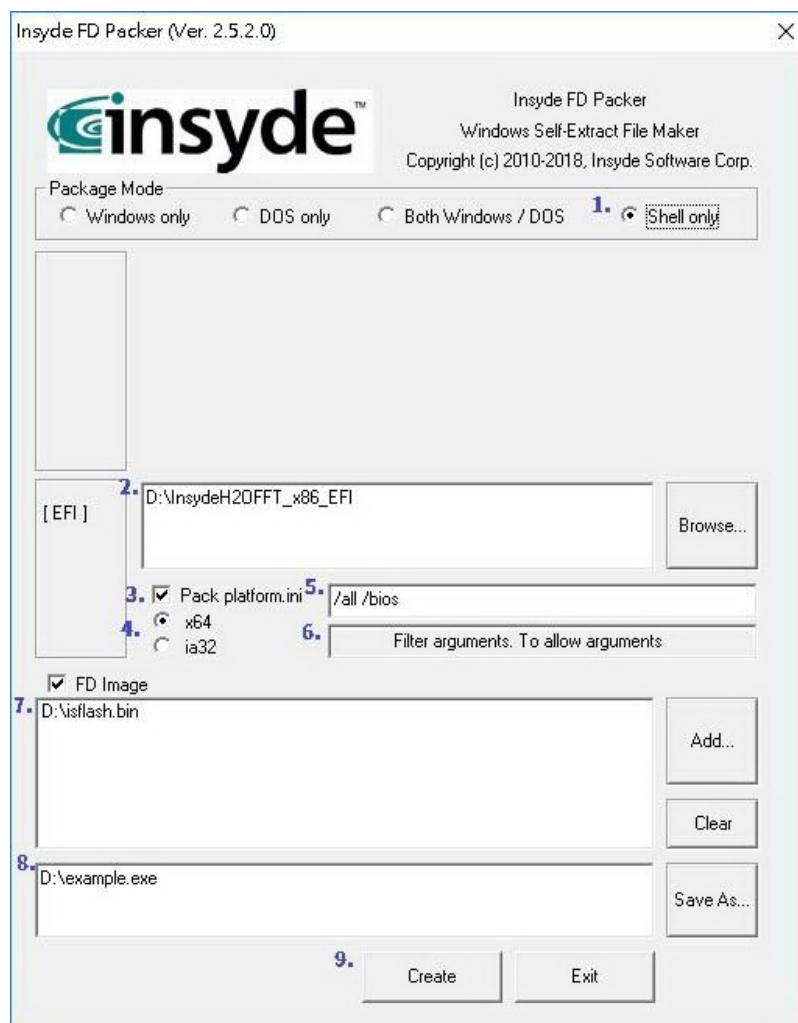 Insyde FD Packer (Ver. 2.5.2.0)
insyde™
Insyde FD Packer
Windows Self-Extract File Maker
Copyright (c) 2010-2018, Insyde Software Corp.
Package Mode
Windows only DOS only Both Windows / DOS 1. Shell only
2. D:\InsydeH2OFFT_x86_EFI
[ EFI ]
Browse...
3. Pack platform.ini 5. /all /bios
4. x64
ia32
6. Filter arguments. To allow arguments
FD Image
7. D:\isflash.bin
Add...
Clear
8. D:\example.exe
Save As...
9. Create Exit